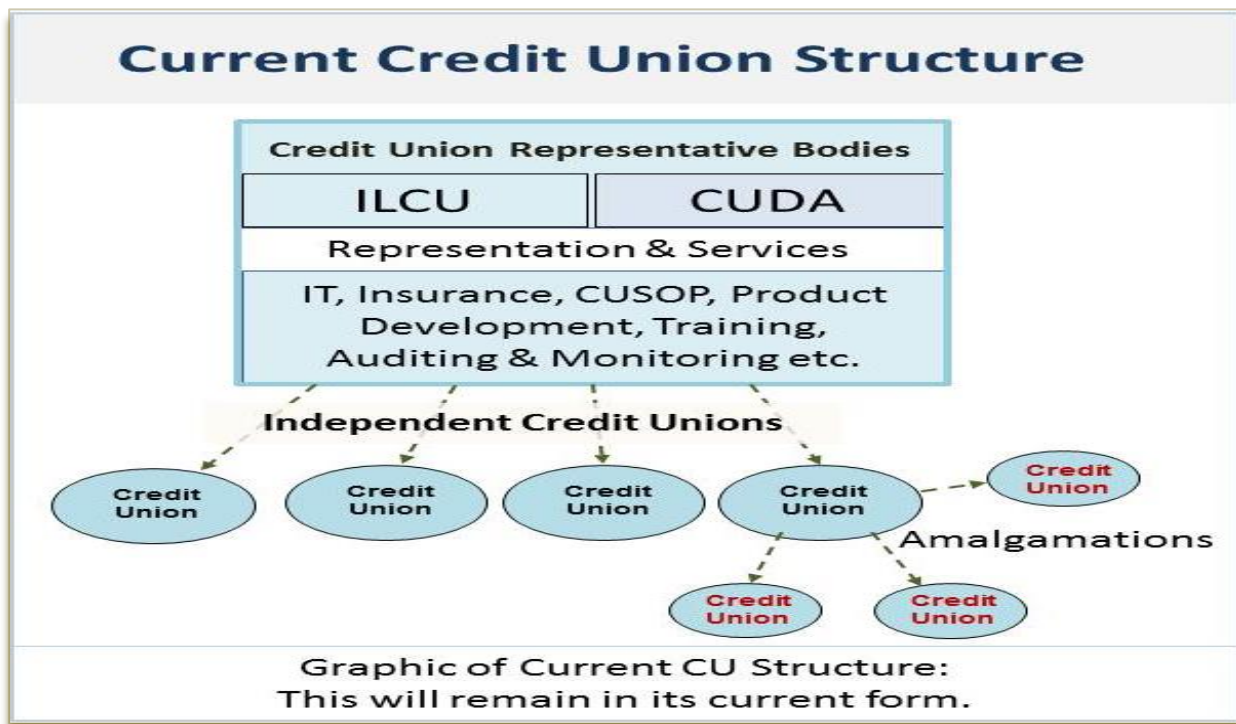 Current Credit Union Structure
Credit Union Representative Bodies
ILCU
CUDA
Representation & Services
IT, Insurance, CUSOP, Product
Development, Training,
Auditing & Monitoring etc.
Independent Credit Unions
Credit
Union
Credit
Union
Credit
Union
Credit
Union
Credit
Union
Amalgamations
Credit
Union
Credit
Union
Graphic of Current CU Structure:
This will remain in its current form.